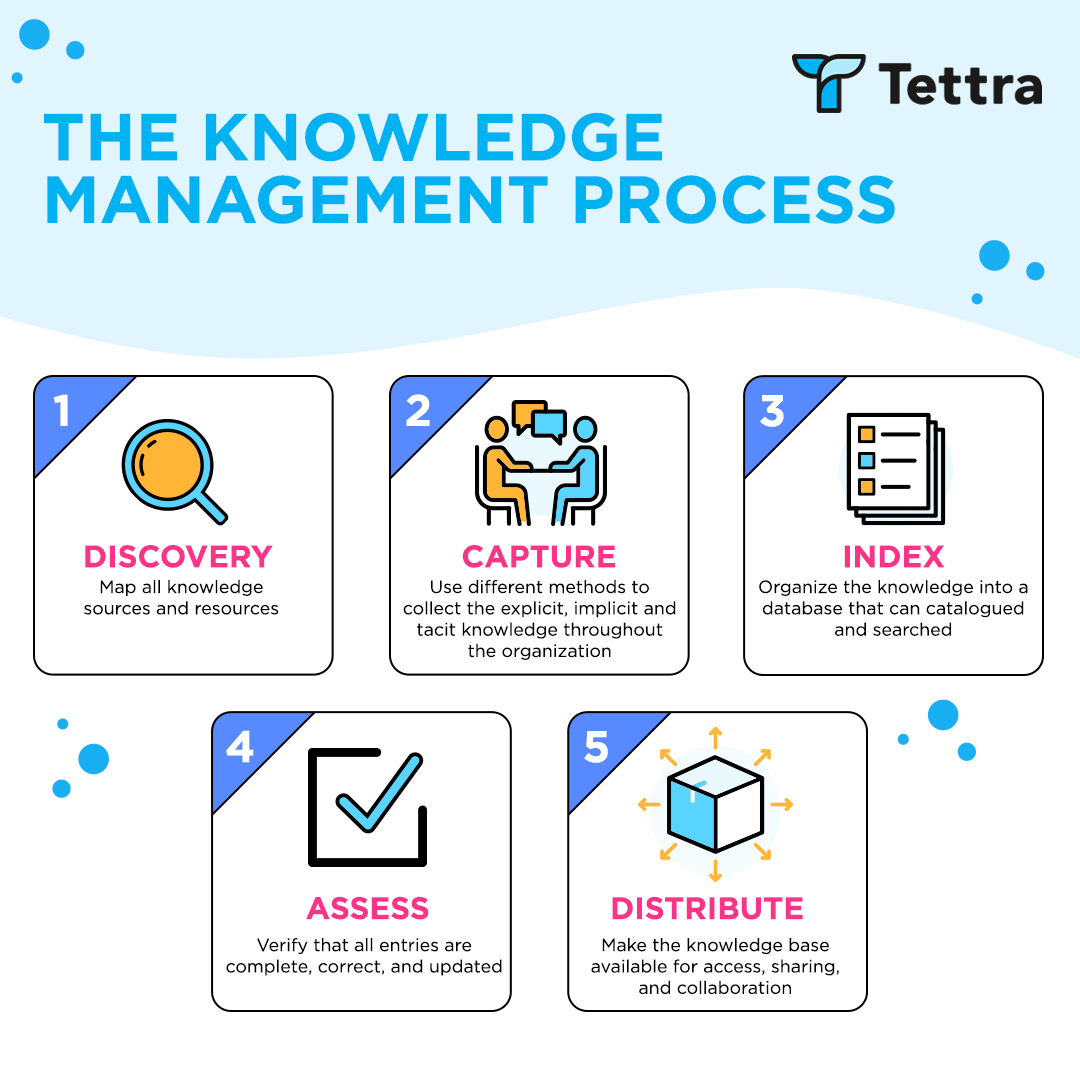 Tettra
THE KNOWLEDGE
MANAGEMENT PROCESS
1
DISCOVERY
Map all knowledge
sources and resources
2
CAPTURE
Use different methods to
collect the explicit, implicit and
tacit knowledge throughout
the organization
3
INDEX
Organize the knowledge into a
database that can catalogued
and searched
4
ASSESS
Verify that all entries are
complete, correct, and updated
5
DISTRIBUTE
Make the knowledge base
available for access, sharing,
and collaboration